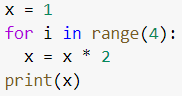 x = 1
for i in range(4):
  x = x * 2
print(x)